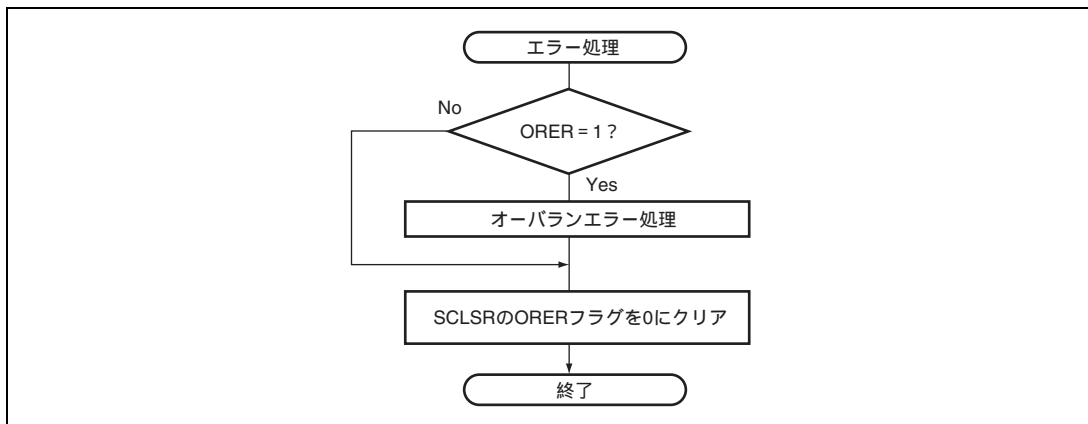 エラー処理
No
ORER = 1？
Yes
オーバランエラー処理
SCLSRのORERフラグを0にクリア
終了